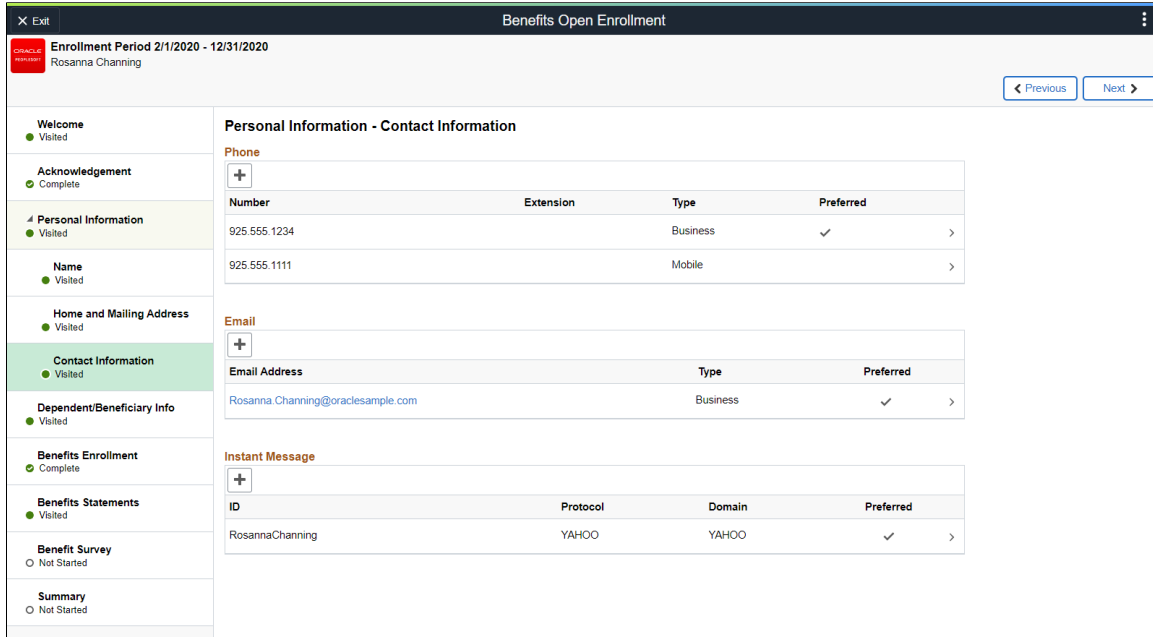 Exit
Benefits Open Enrollment
ORACLE
PEOPLESOFT
Enrollment Period 2/1/2020 - 12/31/2020
Rosanna Channing
Previous
Next
Welcome
Visited
Acknowledgement
Complete
Personal Information
Visited
Name
Visited
Home and Mailing Address
Visited
Contact Information
Visited
Dependent/Beneficiary Info
Visited
Benefits Enrollment
Complete
Benefits Statements
Visited
Benefit Survey
Not Started
Summary
Not Started
Personal Information - Contact Information
Phone
Number Extension Type Preferred
925.555.1234 Business
925.555.1111 Mobile
Email
Email Address Type Preferred
Rosanna.Channing@oraclesample.com Business
Instant Message
ID Protocol Domain Preferred
RosannaChanning YAHOO YAHOO